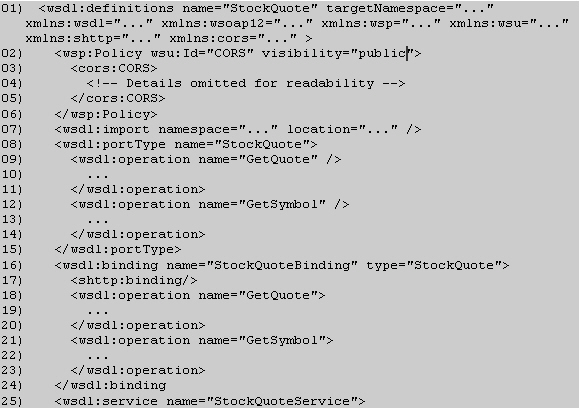 01) <wsdl:definitions name="StockQuote" targetNamespace="..."
xmlns:wsdl="..." xmlns:wsoap12="..." xmlns:wsp="..." xmlns:wsu="..."
xmlns:shttp="..." xmlns:cors="..." >
02) <wsp:Policy wsu:Id="CORS" visibility="public">
03) <cors:CORS>
04) <!-- Details omitted for readability -->
05) </cors:CORS>
06) </wsp:Policy>
07) <wsdl:import namespace="..." location="..." />
08) <wsdl:portType name="StockQuote">
09) <wsdl:operation name="GetQuote" />
10) ...
11) </wsdl:operation>
12) <wsdl:operation name="GetSymbol" />
13) ...
14) </wsdl:operation>
15) </wsdl:portType>
16) <wsdl:binding name="StockQuoteBinding" type="StockQuote">
17) <shttp:binding/>
18) <wsdl:operation name="GetQuote">
19) ...
20) </wsdl:operation>
21) <wsdl:operation name="GetSymbol">
22) ...
23) </wsdl:operation>
24) </wsdl:binding
25) <wsdl:service name="StockQuoteService">